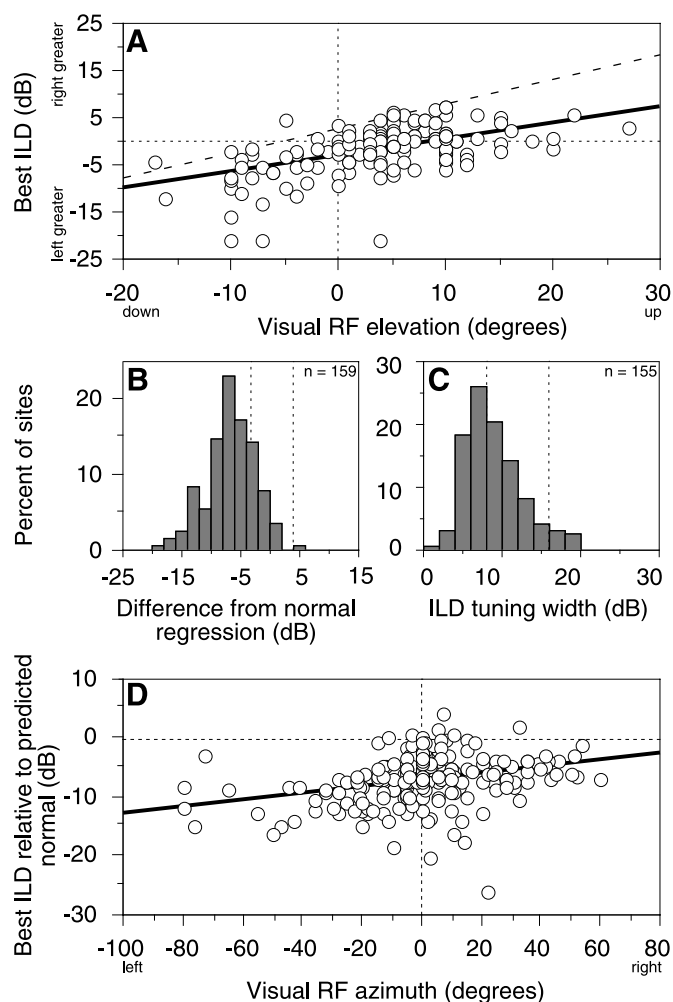 A
Best ILD (dB)
right greater
left greater
25
15
5
-5
-15
-25
-20
-10
0
10
20
30
down
up
Visual RF elevation (degrees)
B
n = 159
Percent of sites
20
10
0
-25
-15
-5
5
15
Difference from normal
regression (dB)
C
n = 155
30
20
10
0
0
10
20
30
ILD tuning width (dB)
D
Best ILD relative to predicted
normal (dB)
10
0
-10
-10
-20
-30
-100
-80
-60
-40
-20
0
20
40
60
80
left
right
Visual RF azimuth (degrees)